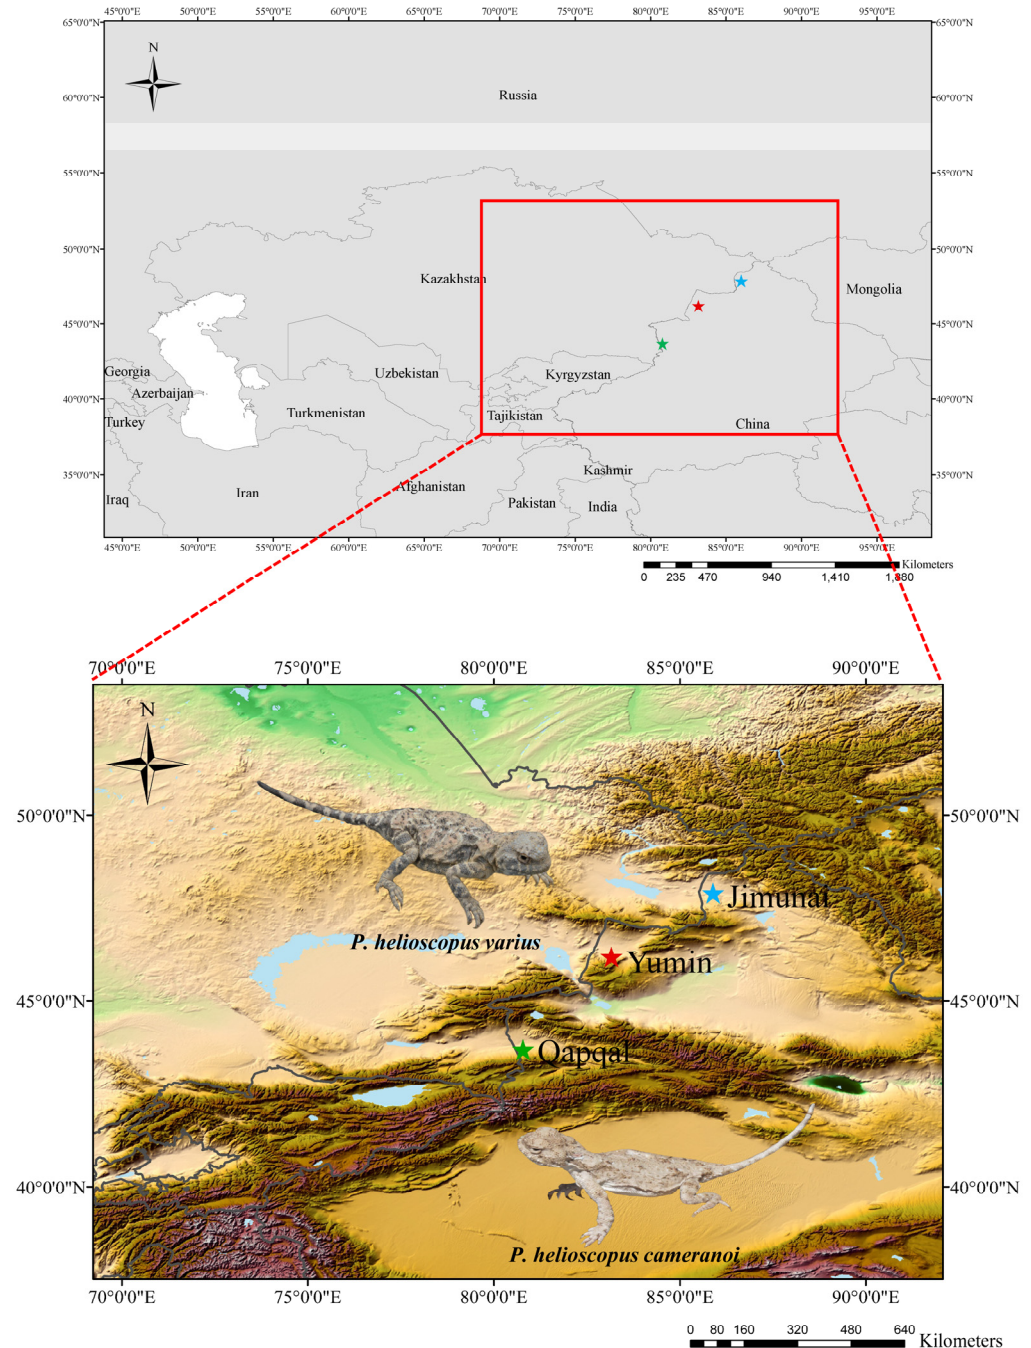 45°0'0"E 50°0'0"E 55°0'0"E 60°0'0"E 65°0'0"E 70°0'0"E 75°0'0"E 80°0'0"E 85°0'0"E 90°0'0"E 95°0'0"E
65°0'0"N 65°0'0"N
N
Russia
60°0'0"N 60°0'0"N
55°0'0"N 55°0'0"N
50°0'0"N 50°0'0"N
Kazakhstan
Mongolia
45°0'0"N 45°0'0"N
Georgia
Uzbekistan
Kyrgyzstan
Azerbaijan
40°0'0"N 40°0'0"N
Turkmenistan
Tajikistan
Turkey
China
Kashmir
35°0'0"N 35°0'0"N
Afghanistan
Iran
Iraq
Pakistan
India
45°0'0"E 50°0'0"E 55°0'0"E 60°0'0"E 65°0'0"E 70°0'0"E 75°0'0"E 80°0'0"E 85°0'0"E 90°0'0"E 95°0'0"E
Kilometers
0 235 470 940 1,410 1,880
70°0'0"E 75°0'0"E 80°0'0"E 85°0'0"E 90°0'0"E
N
50°0'0"N 50°0'0"N
Jimunai
P. helioscopus varius
Yumin
45°0'0"N 45°0'0"N
Qapqal
40°0'0"N 40°0'0"N
P. helioscopus cameranoi
70°0'0"E 75°0'0"E 80°0'0"E 85°0'0"E 90°0'0"E
0 80 160 320 480 640
Kilometers